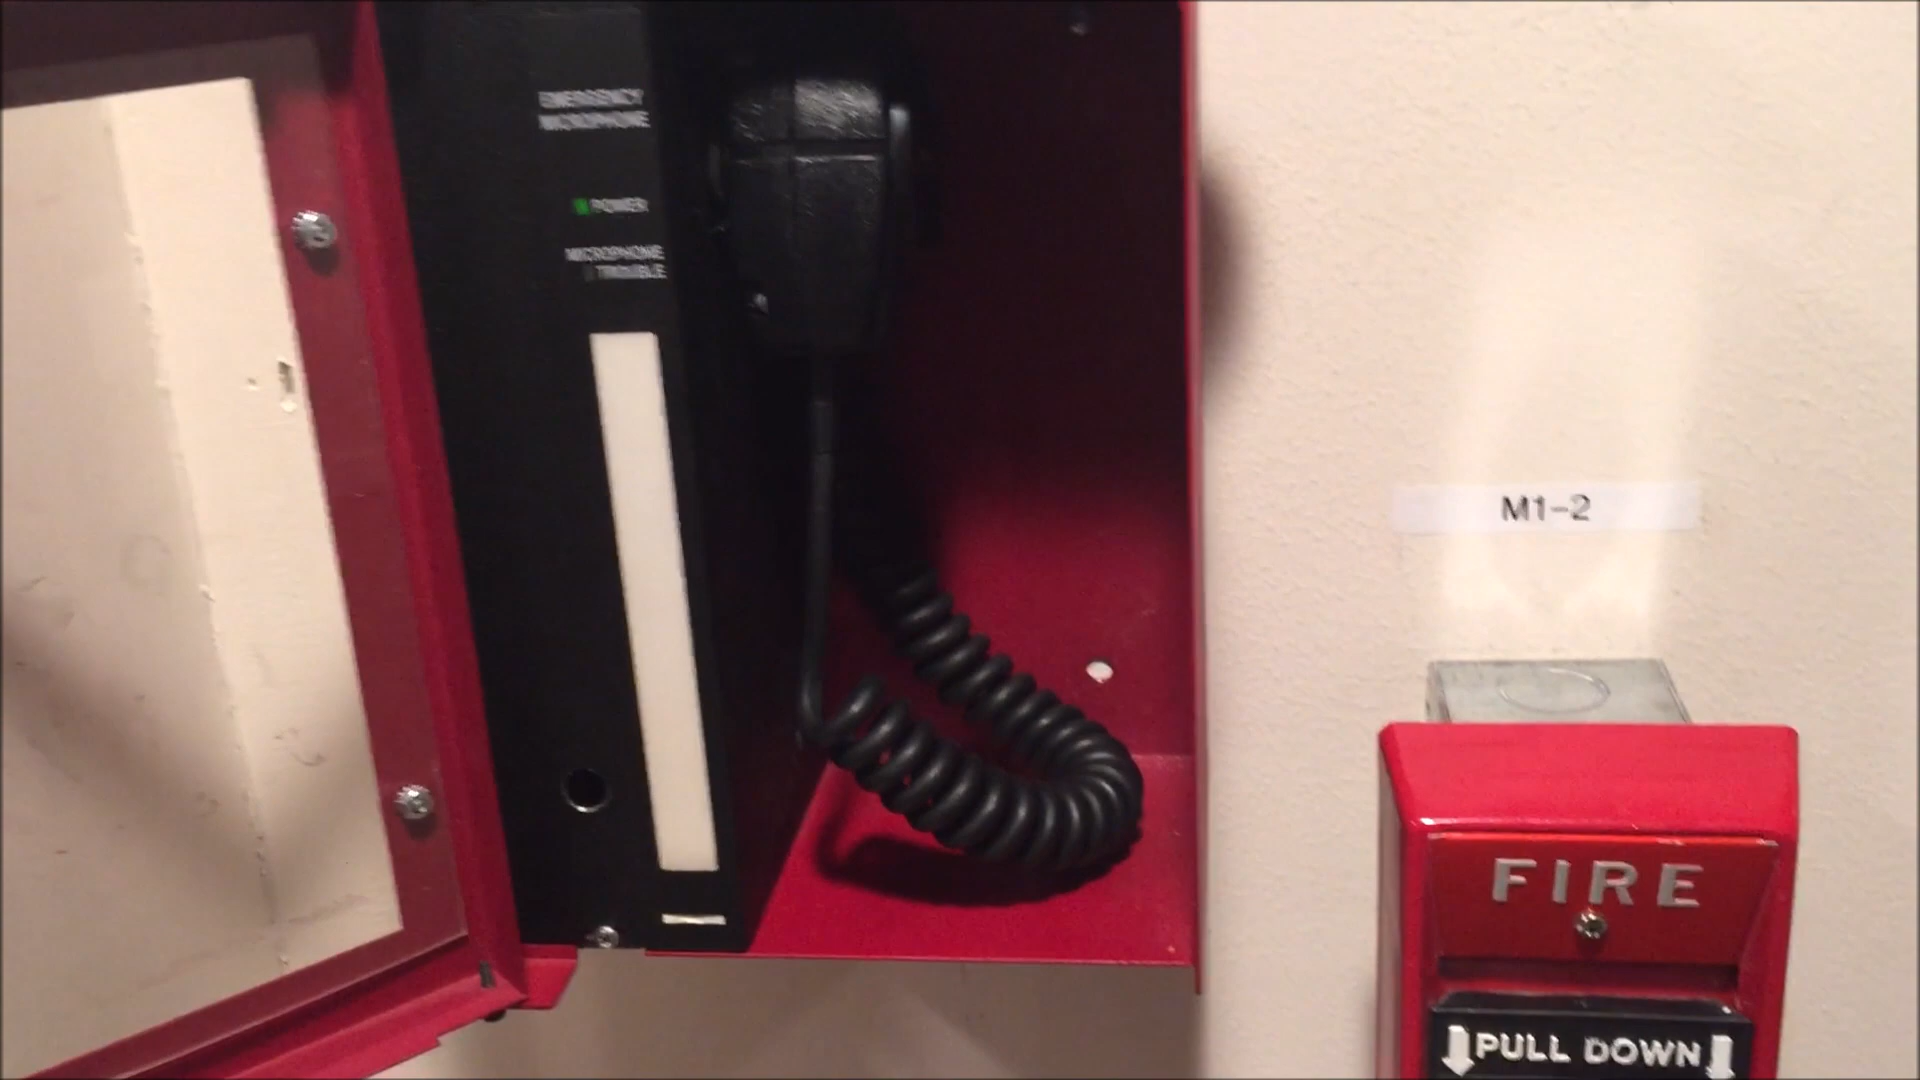 EMERGENCY
MICROPHONE
POWER
MICROPHONE
TROUBLE
M1-2
FIRE
PULL DOWN